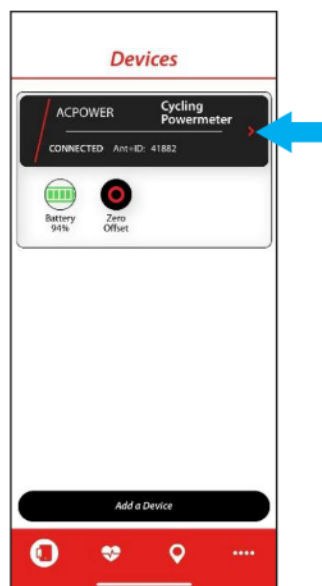 Devices
ACPOWER
Cycling
Powermeter
CONNECTED Ant+ID: 41882
Battery
94%
Zero
Offset
Add a Device